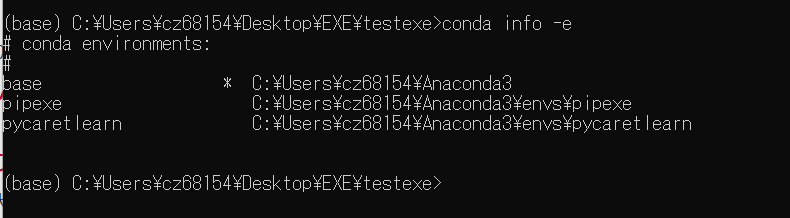 (base) C:¥Users¥cz68154¥Desktop¥EXE¥testexe>conda info -e
# conda environments:
#
base                  *  C:¥Users¥cz68154¥Anaconda3
pipexe                   C:¥Users¥cz68154¥Anaconda3¥envs¥pipexe
pycaretlearn             C:¥Users¥cz68154¥Anaconda3¥envs¥pycaretlearn
(base) C:¥Users¥cz68154¥Desktop¥EXE¥testexe>